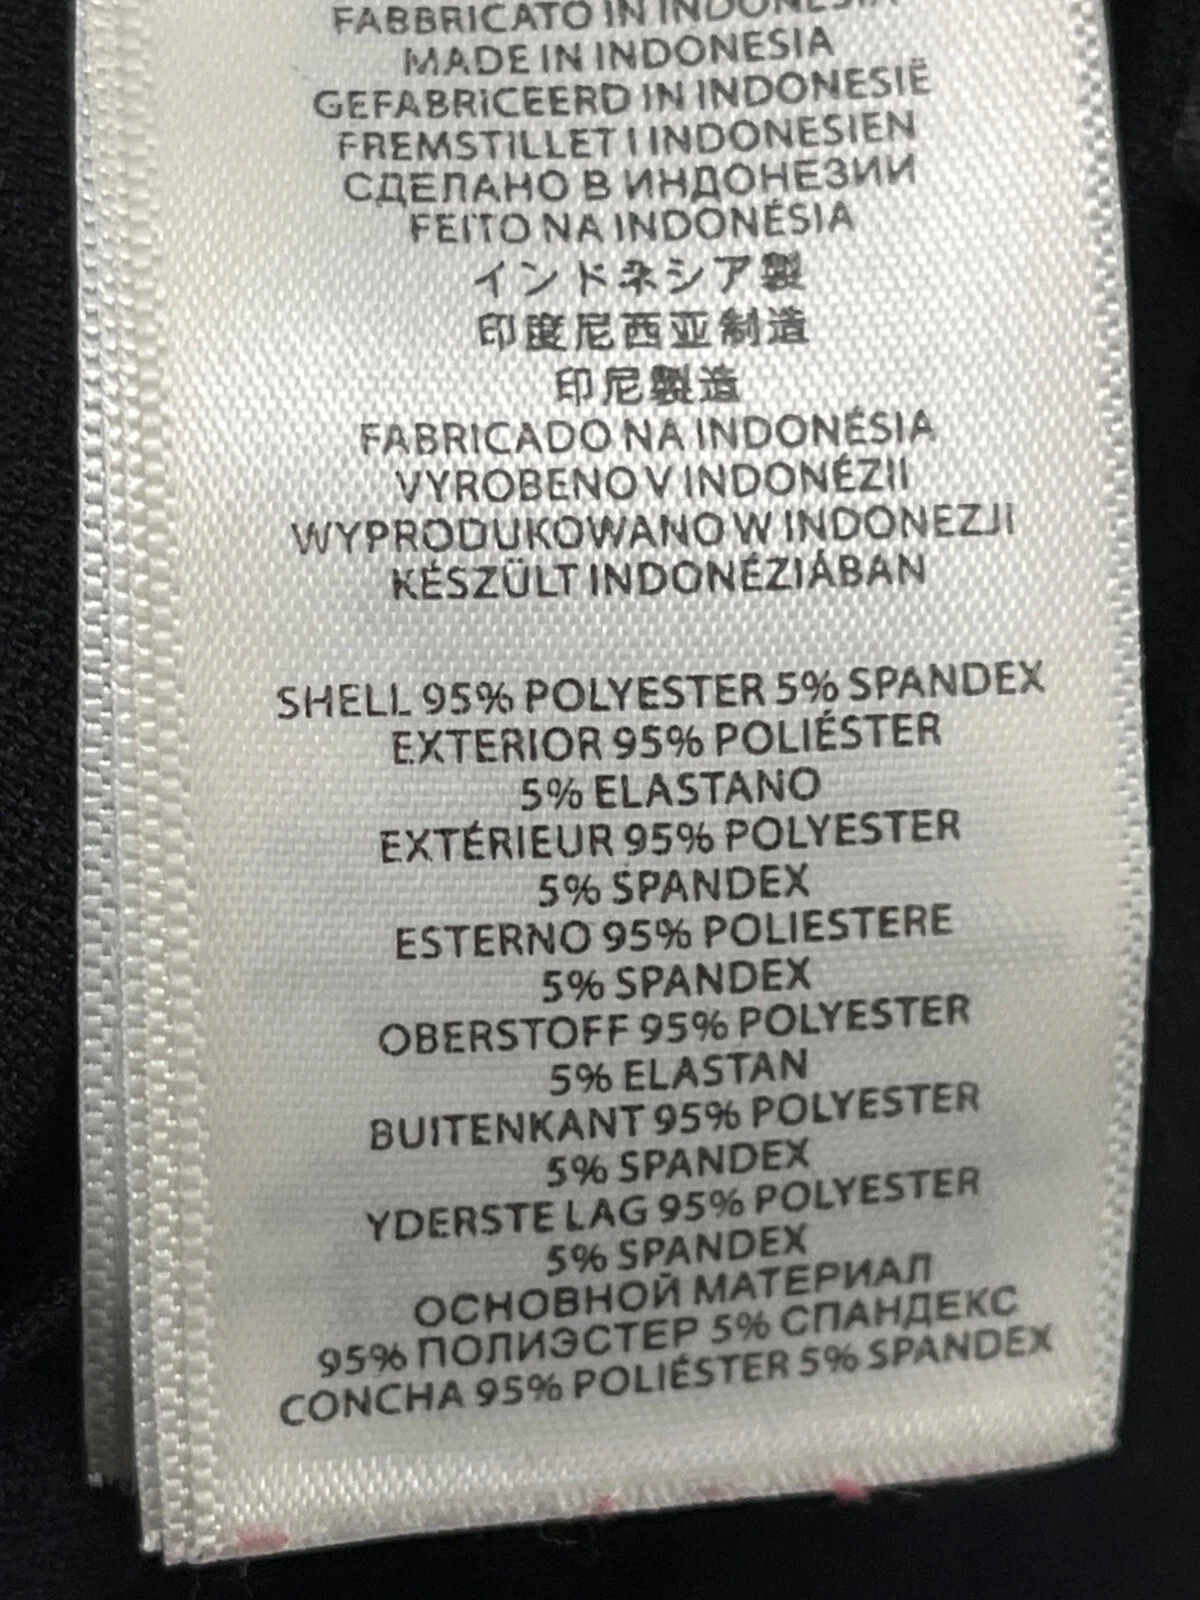 FABBRICATO IN INDONESIA
MADE IN INDONESIA
GEFABRICEERD IN INDONESIË
FREMSTILLET I INDONESIEN
СДЕЛАНО В ИНДОНЕЗИИ
FEITO NA INDONÉSIA
インドネシア製
印度尼西亚制造
印尼製造
FABRICADO NA INDONÉSIA
VYROBENO V INDONÉZII
WYPRODUKOWANO W INDONEZJI
KÉSZÜLT INDONÉZIÁBAN
SHELL 95% POLYESTER 5% SPANDEX
EXTERIOR 95% POLIÉSTER
5% ELASTANO
EXTÉRIEUR 95% POLYESTER
5% SPANDEX
ESTERNO 95% POLIESTERE
5% SPANDEX
OBERSTOFF 95% POLYESTER
5% ELASTAN
BUITENKANT 95% POLYESTER
5% SPANDEX
YDERSTE LAG 95% POLYESTER
5% SPANDEX
ОСНОВНОЙ МАТЕРИАЛ
95% ПОЛИЭСТЕР 5% СПАНДЕКС
CONCHA 95% POLIÉSTER 5% SPANDEX